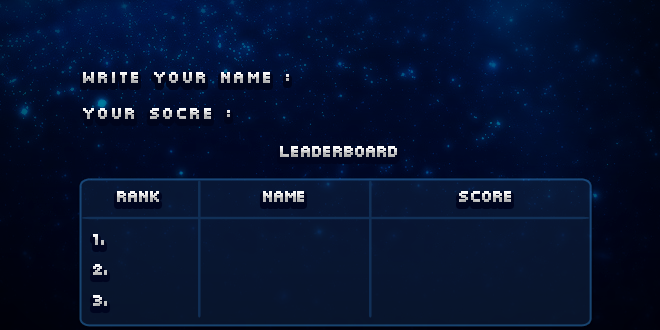 WRITE YOUR NAME :
YOUR SOCRE :
LEADERBOARD
RANK NAME SCORE
1.
2.
3.